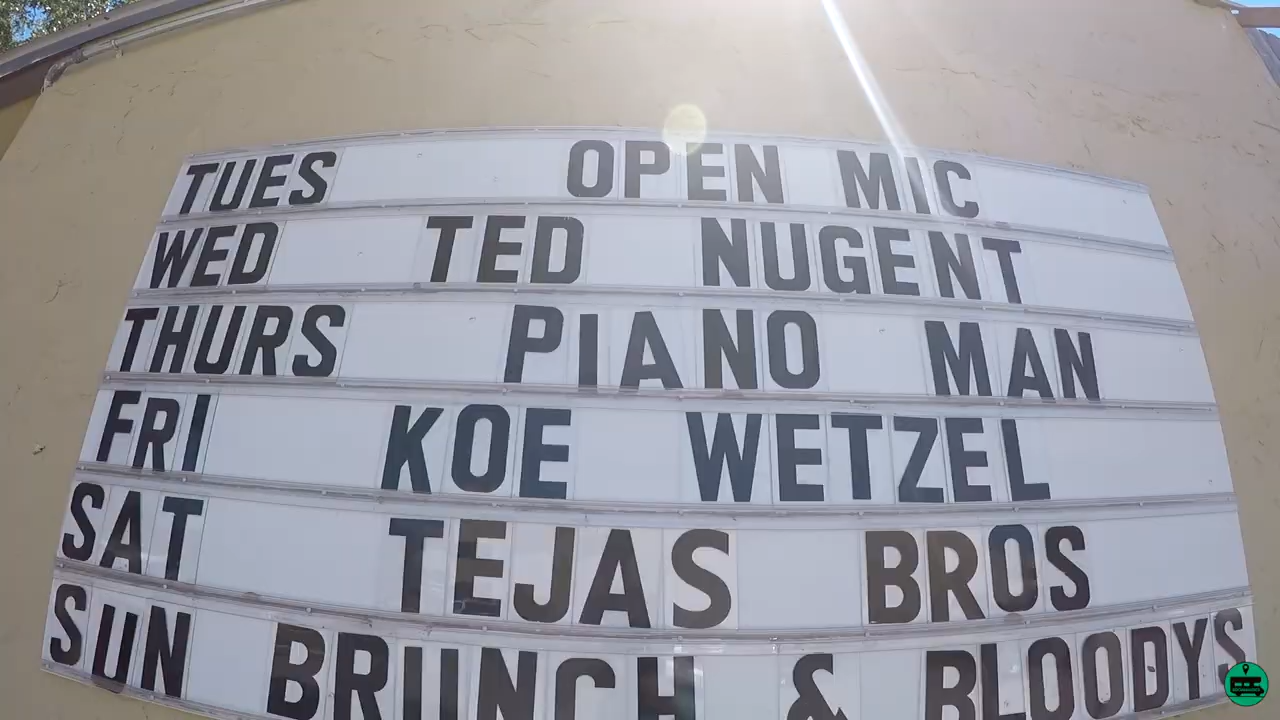 TUES OPEN MIC
WED TED NUGENT
THURS PIANO MAN
FRI KOE WETZEL
SAT TEJAS BROS
SUN BRUNCH & BLOODYS